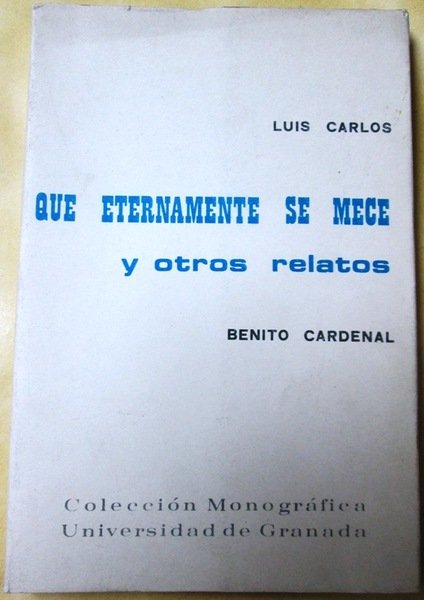 LUIS CARLOS
QUE ETERNAMENTE SE MECE
y otros relatos
BENITO CARDENAL
Colección Monográfica
Universidad de Granada